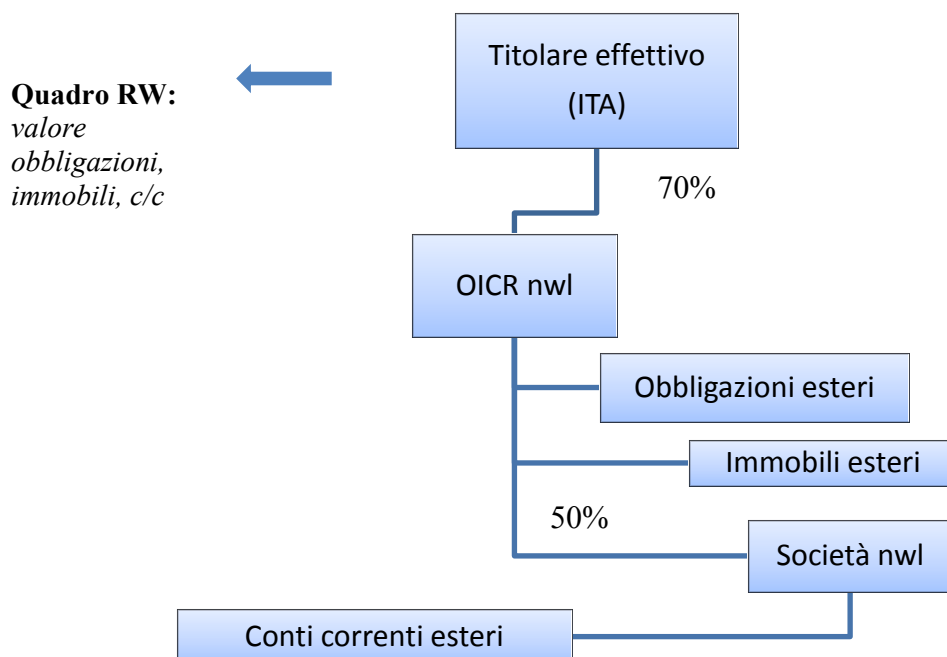 Titolare effettivo
(ITA)
Quadro RW:
valore
obbligazioni,
immobili, c/c
70%
OICR nwl
Obbligazioni esteri
Immobili esteri
50%
Società nwl
Conti correnti esteri